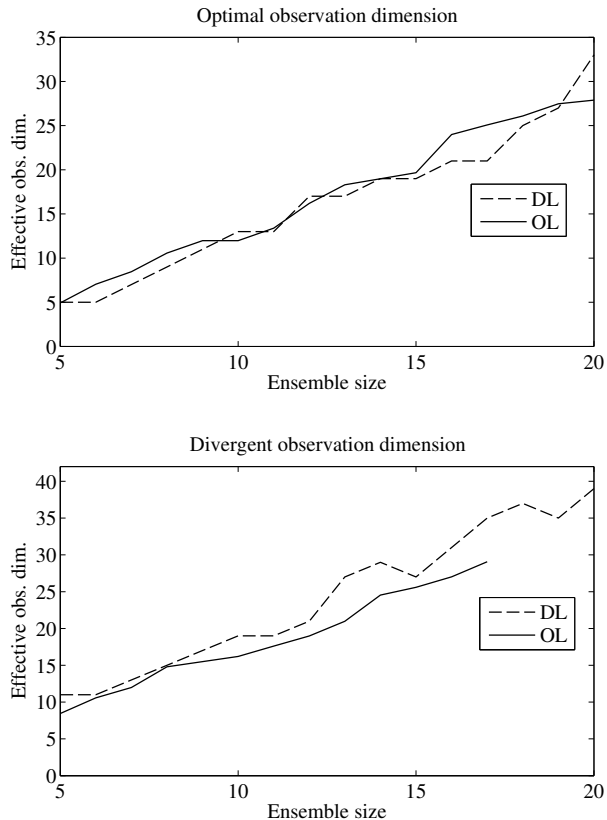 Optimal observation dimension
35
30
25
20
15
10
5
0
Effective obs. dim.
DL
OL
5
10
15
20
Ensemble size
Divergent observation dimension
40
35
30
25
20
15
10
5
0
Effective obs. dim.
DL
OL
5
10
15
20
Ensemble size